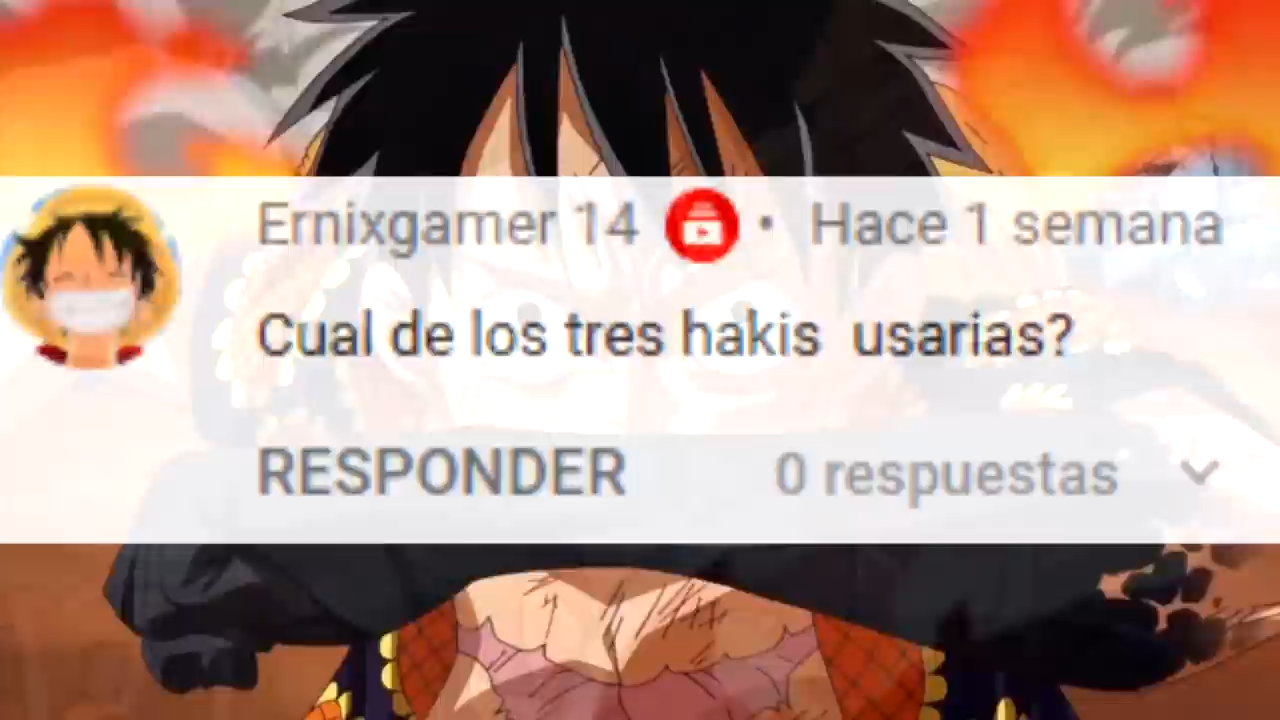 Ernixgamer 14 • Hace 1 semana
Cual de los tres hakis usarias?
RESPONDER 0 respuestas